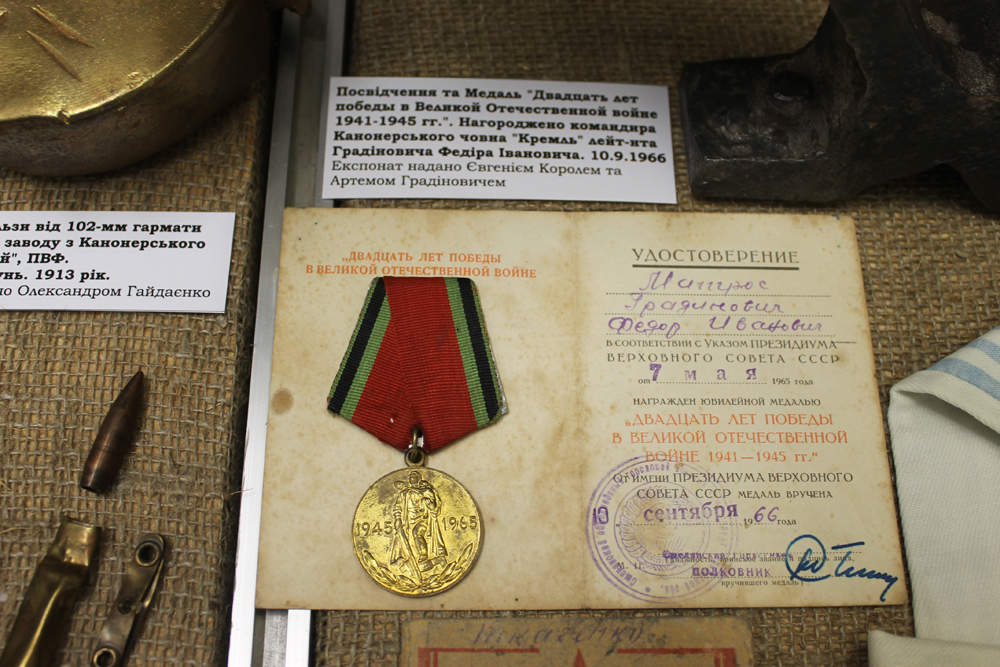 Посвідчення та Медаль "Двадцать лет
победы в Великой Отечественной войне
1941-1945 гг.". Нагороджено командира
Канонерського човна "Кремль" лейт-нта
Градіновича Федіра Івановича. 10.9.1966
Експонат надано Євгенієм Королем та
Артемом Градіновичем
льзи від 102-мм гармати
заводу з Канонерського
й", ПВФ.
унь. 1913 рік.
но Олександром Гайдаєнко
„ДВАДЦАТЬ ЛЕТ ПОБЕДЫ
В ВЕЛИКОЙ ОТЕЧЕСТВЕННОЙ ВОЙНЕ
1945 1965
УДОСТОВЕРЕНИЕ
Матрос
Градинович
Федор Иванович
В СООТВЕТСТВИИ С УКАЗОМ ПРЕЗИДИУМА
ВЕРХОВНОГО СОВЕТА СССР
от 7 мая 1965 года
НАГРАЖДЕН ЮБИЛЕЙНОЙ МЕДАЛЬЮ
„ДВАДЦАТЬ ЛЕТ ПОБЕДЫ
В ВЕЛИКОЙ ОТЕЧЕСТВЕННОЙ
ВОЙНЕ 1941—1945 гг."
От имени ПРЕЗИДИУМА ВЕРХОВНОГО
СОВЕТА СССР МЕДАЛЬ ВРУЧЕНА
10 сентября 1966 года
М. П.
ПОЛКОВНИК
вручившего медаль
Ткаченко